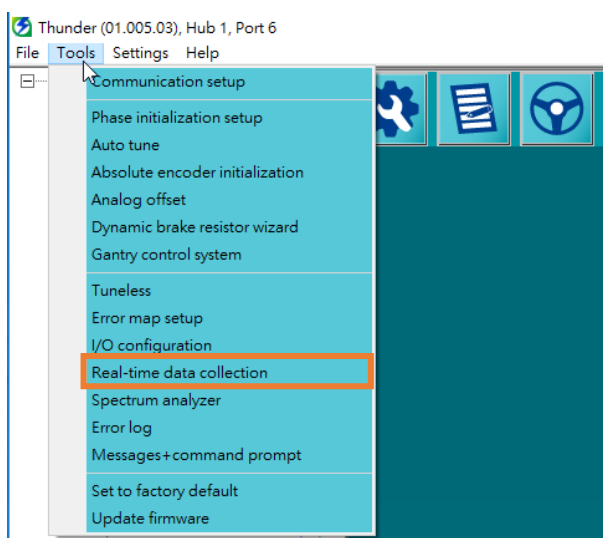 Thunder (01.005.03), Hub 1, Port 6
File Tools Settings Help
Communication setup
Phase initialization setup
Auto tune
Absolute encoder initialization
Analog offset
Dynamic brake resistor wizard
Gantry control system
Tuneless
Error map setup
I/O configuration
Real-time data collection
Spectrum analyzer
Error log
Messages+command prompt
Set to factory default
Update firmware